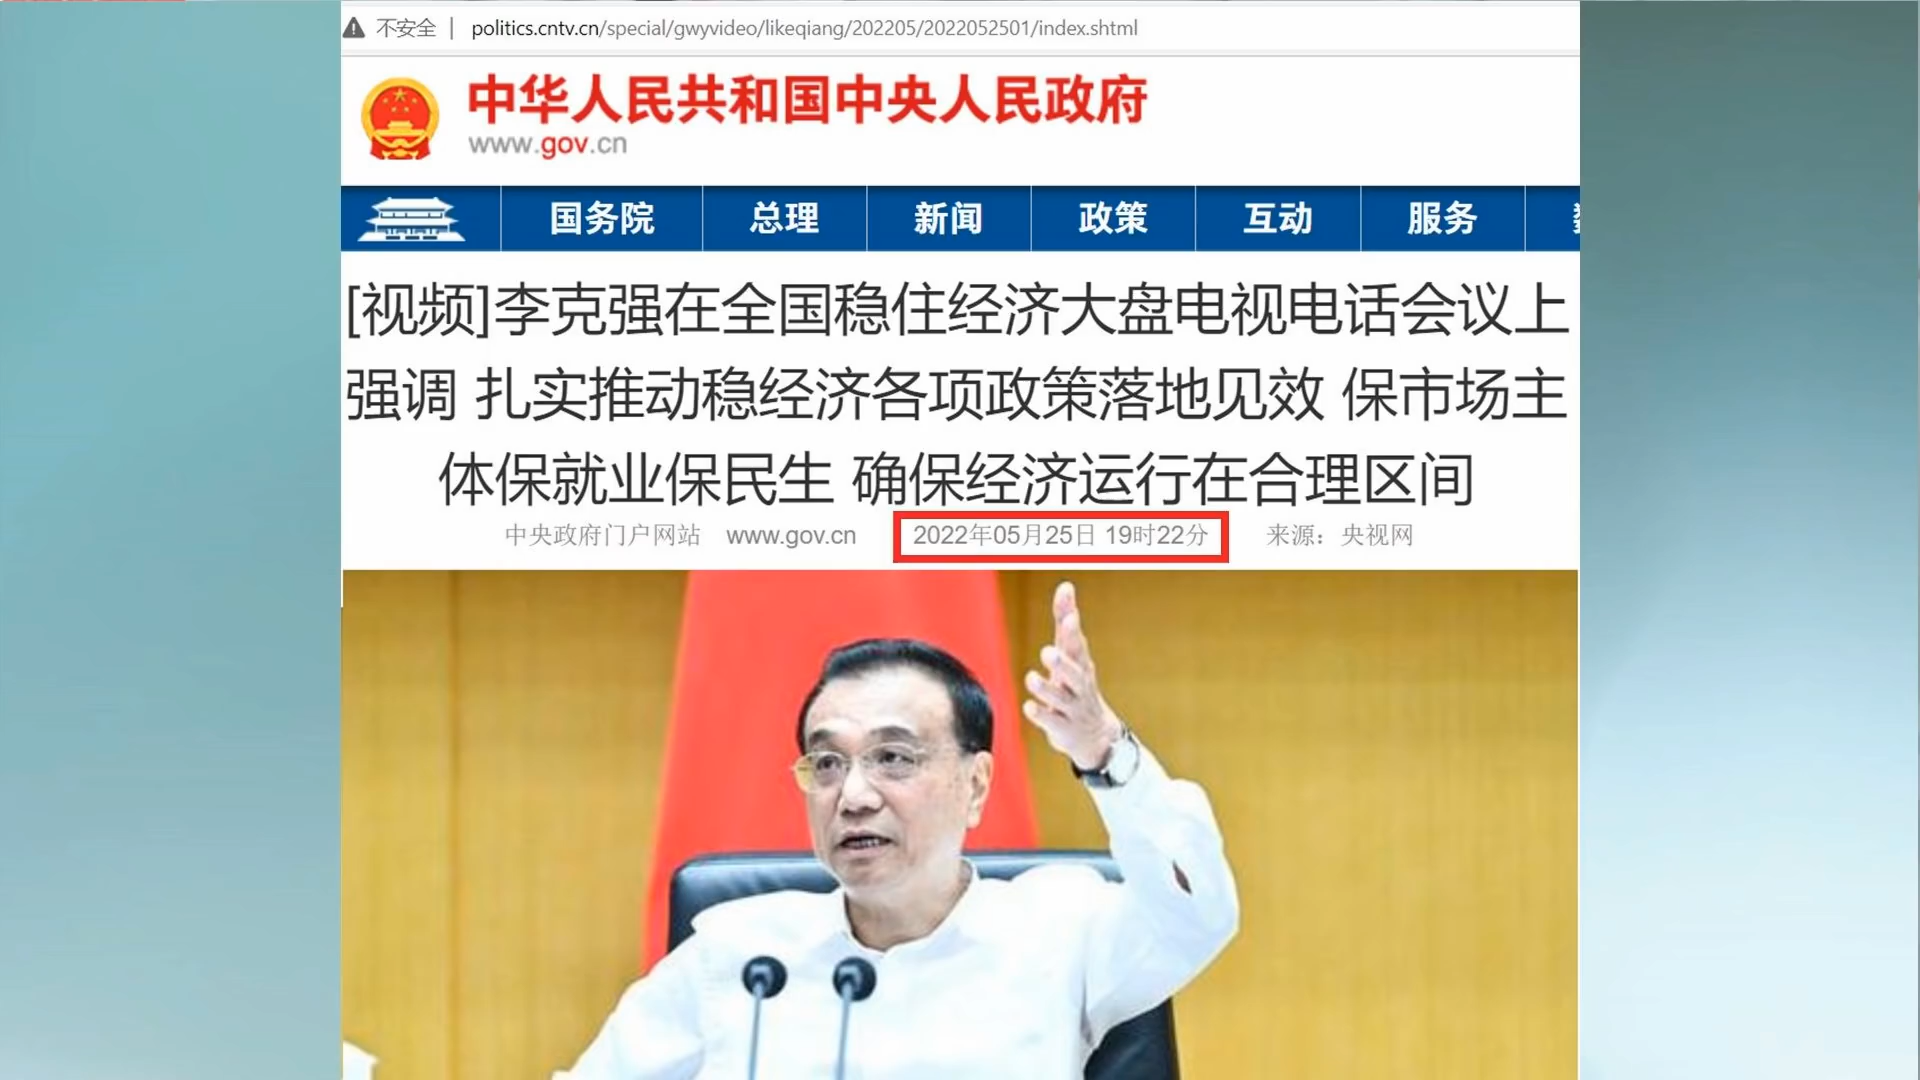 不安全 | politics.cntv.cn/special/gwyvideo/likeqiang/202205/2022052501/index.shtml
中华人民共和国中央人民政府
www.gov.cn
国务院 总理 新闻 政策 互动 服务
[视频]李克强在全国稳住经济大盘电视电话会议上
强调 扎实推动稳经济各项政策落地见效 保市场主
体保就业保民生 确保经济运行在合理区间
中央政府门户网站 www.gov.cn 2022年05月25日 19时22分 来源：央视网